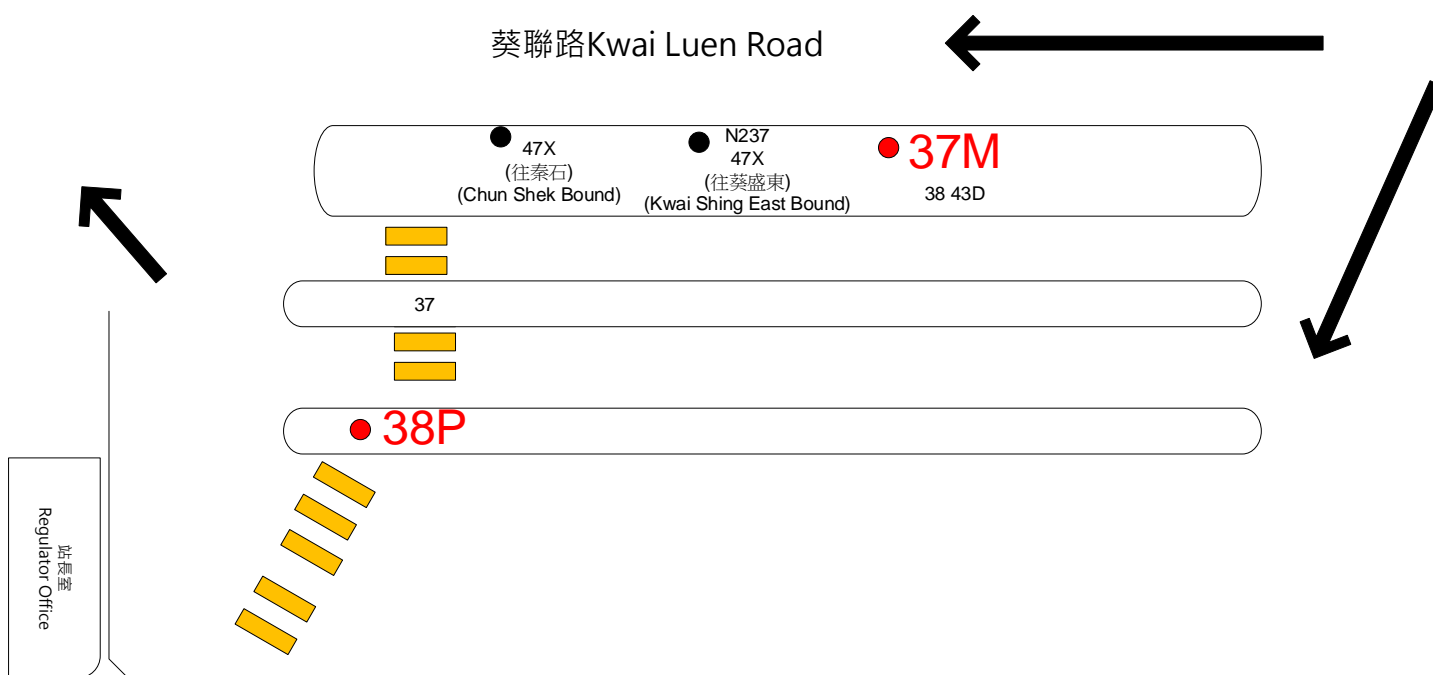 葵聯路Kwai Luen Road
47X
(往秦石)
(Chun Shek Bound)
N237
47X
(往葵盛東)
(Kwai Shing East Bound)
37M
38 43D
37
38P
站長室
Regulator Office